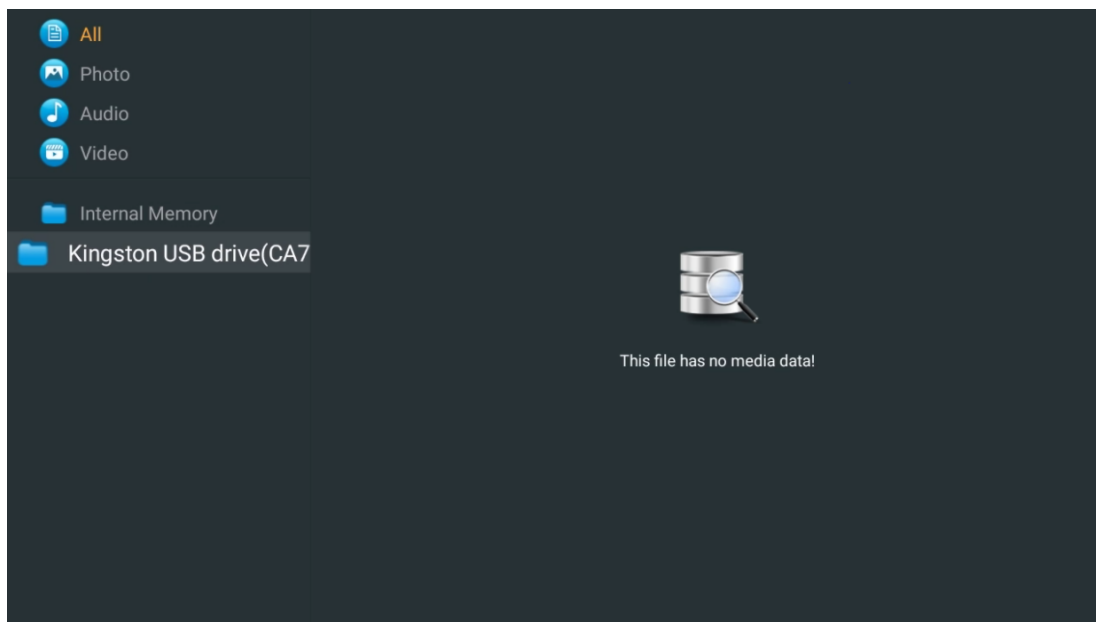 All
Photo
Audio
Video
Internal Memory
Kingston USB drive(CA7
This file has no media data!